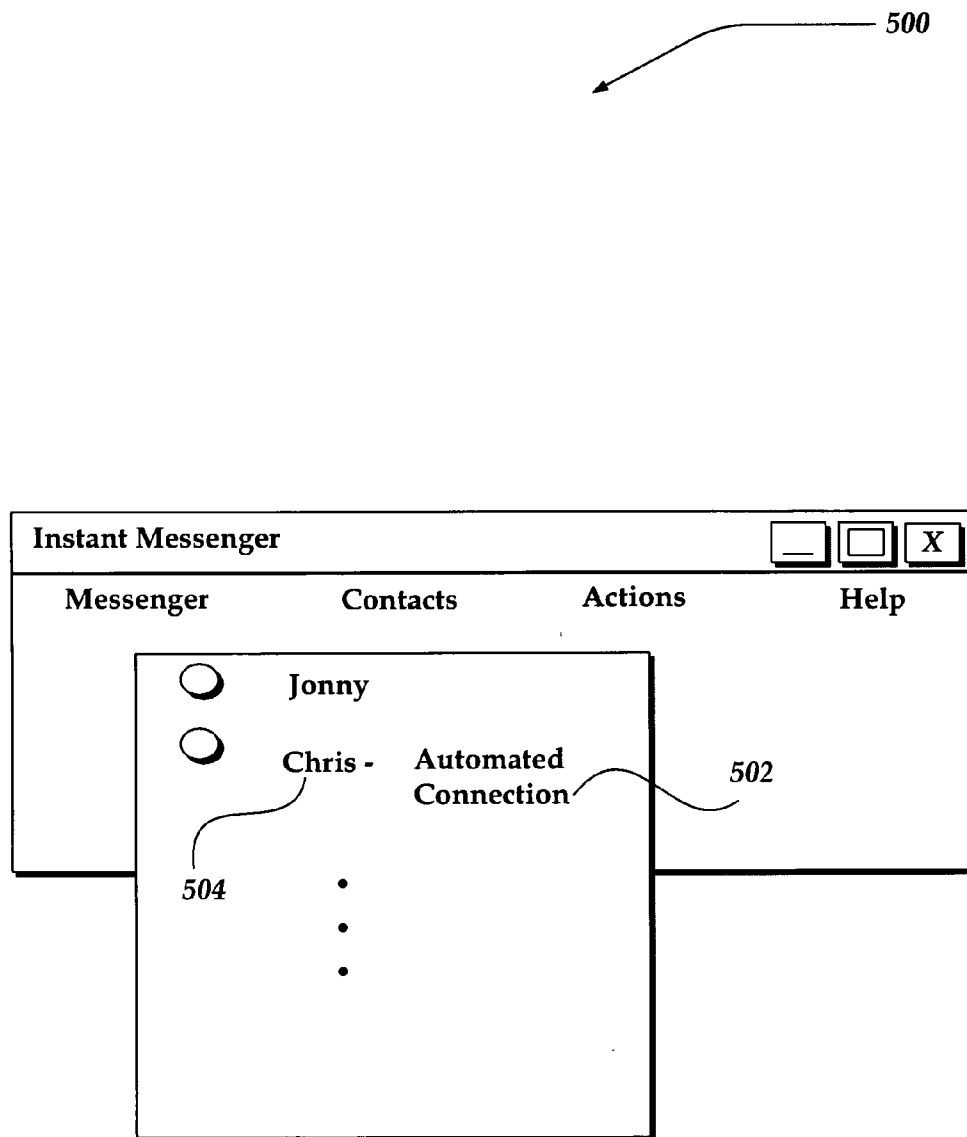 500
Instant Messenger
X
Messenger Contacts Actions Help
Jonny
Chris - Automated
Connection
502
504